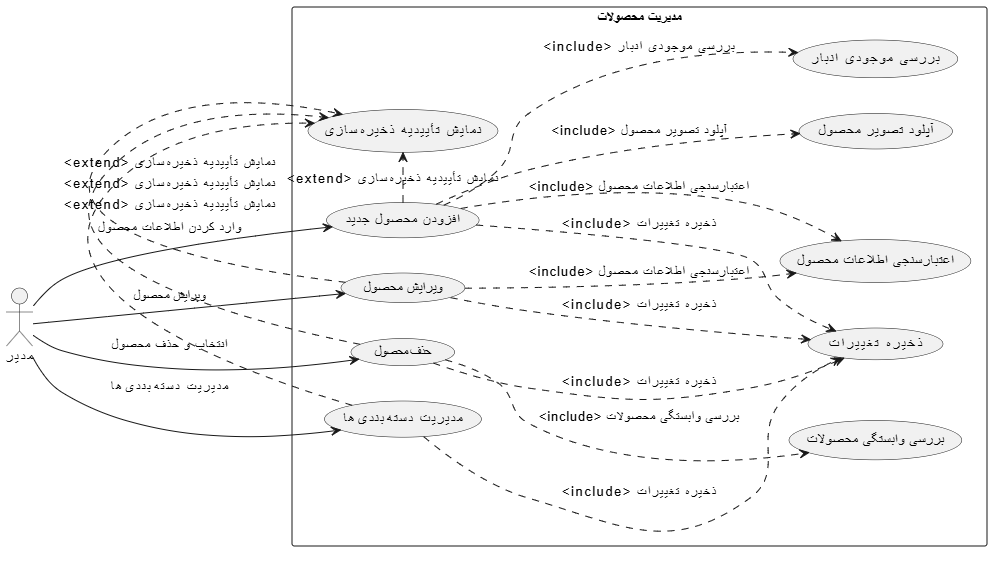 مدیریت محصولات
<include> بررسی موجودی انبار
بررسی موجودی انبار
نمایش تأییدیه ذخیره‌سازی
<include> آپلود تصویر محصول
آپلود تصویر محصول
<extend> نمایش تأییدیه ذخیره‌سازی
<extend> نمایش تأییدیه ذخیره‌سازی
<extend> نمایش تأییدیه ذخیره‌سازی
<extend> نمایش تأییدیه ذخیره‌سازی
<include> اعتبارسنجی اطلاعات محصول
افزودن محصول جدید
<include> ذخیره تغییرات
وارد کردن اطلاعات محصول
اعتبارسنجی اطلاعات محصول
<include> اعتبارسنجی اطلاعات محصول
ویرایش محصول
ویرایش محصول
<include> ذخیره تغییرات
ذخیره تغییرات
انتخاب و حذف محصول
حذف محصول
مدیر
<include> ذخیره تغییرات
مدیریت دسته بندی ها
<include> بررسی وابستگی محصولات
مدیریت دسته‌بندی‌ها
بررسی وابستگی محصولات
<include> ذخیره تغییرات